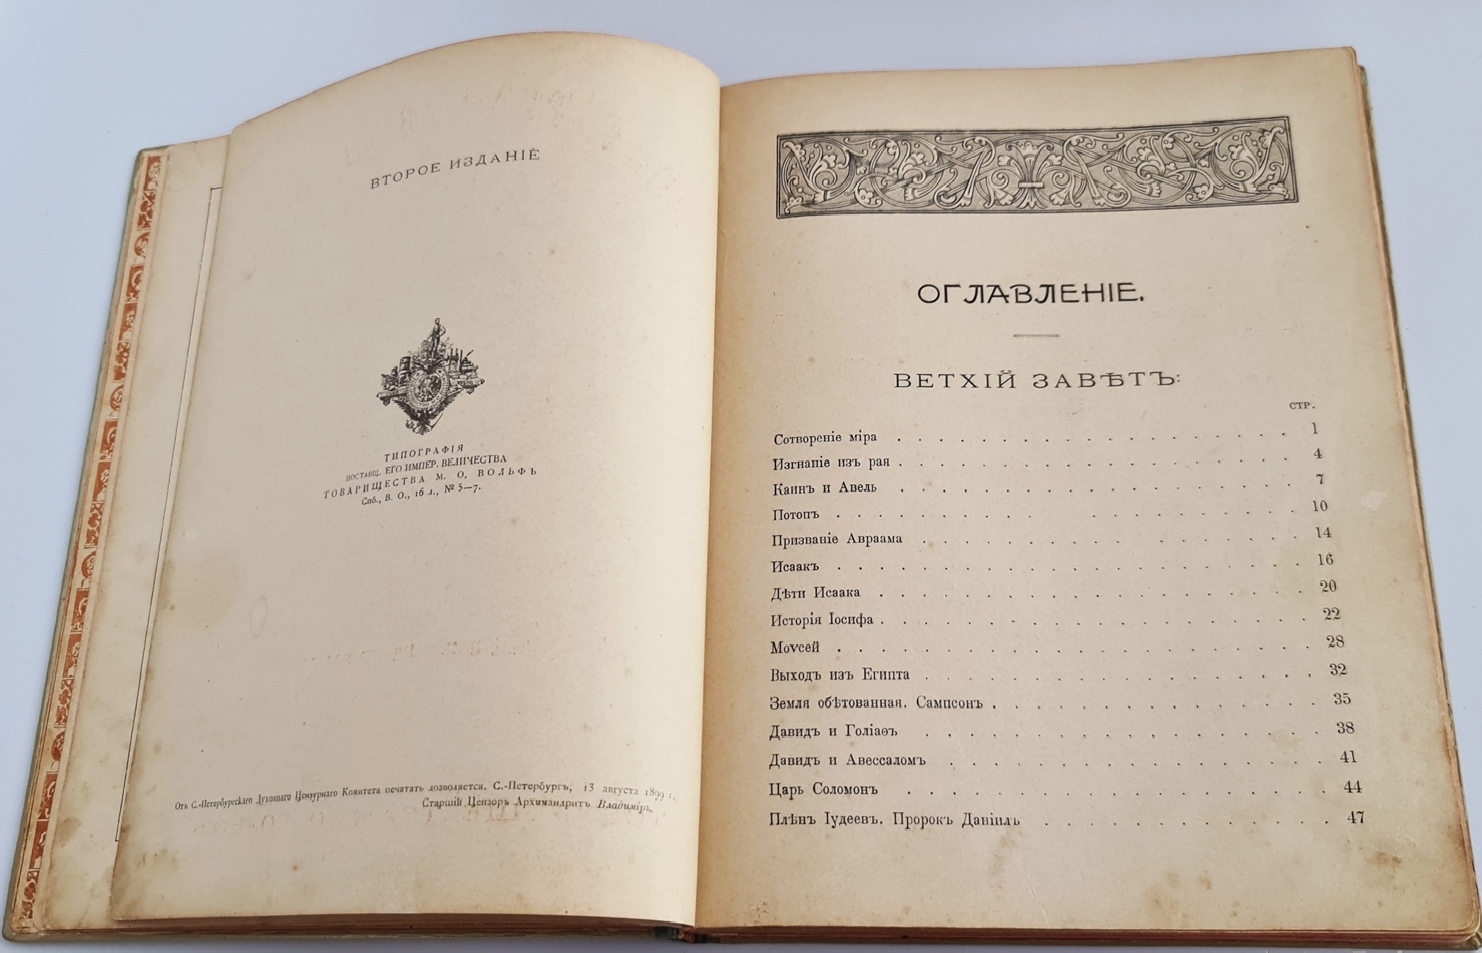 ВТОРОЕ ИЗДАНІЕ
ТИПОГРАФІЯ
ПОСТАВЩ. ЕГО ИМПЕР. ВЕЛИЧЕСТВА
ТОВАРИЩЕСТВА М. О. ВОЛЬФЪ
Спб., В. О., 16 л., № 5—7.
Отъ С.-Петербургскаго Духовнаго Цензурнаго Комитета печатать дозволяется. С.-Петербургъ, 13 августа 1899 г.
Старшій Цензоръ Архимандритъ Владиміръ.
ОГЛАВЛЕНІЕ.
ВЕТХІЙ ЗАВѢТЪ:
СТР.
Сотвореніе міра . . . . . . . . . . . . . . . . . . 1
Изгнаніе изъ рая . . . . . . . . . . . . . . . . . . 4
Каинъ и Авель . . . . . . . . . . . . . . . . . . 7
Потопъ . . . . . . . . . . . . . . . . . . 10
Призваніе Авраама . . . . . . . . . . . . . . . . . . 14
Исаакъ . . . . . . . . . . . . . . . . . . 16
Дѣти Исаака . . . . . . . . . . . . . . . . . . 20
Исторія Іосифа . . . . . . . . . . . . . . . . . . 22
Моѵсей . . . . . . . . . . . . . . . . . . 28
Выходъ изъ Египта . . . . . . . . . . . . . . . . . . 32
Земля обѣтованная. Сампсонъ . . . . . . . . . . . . . 35
Давидъ и Голіаѳъ . . . . . . . . . . . . . . . . . . 38
Давидъ и Авессаломъ . . . . . . . . . . . . . . . . 41
Царь Соломонъ . . . . . . . . . . . . . . . . . . 44
Плѣнъ Іудеевъ. Пророкъ Даніилъ . . . . . . . . . . . 47